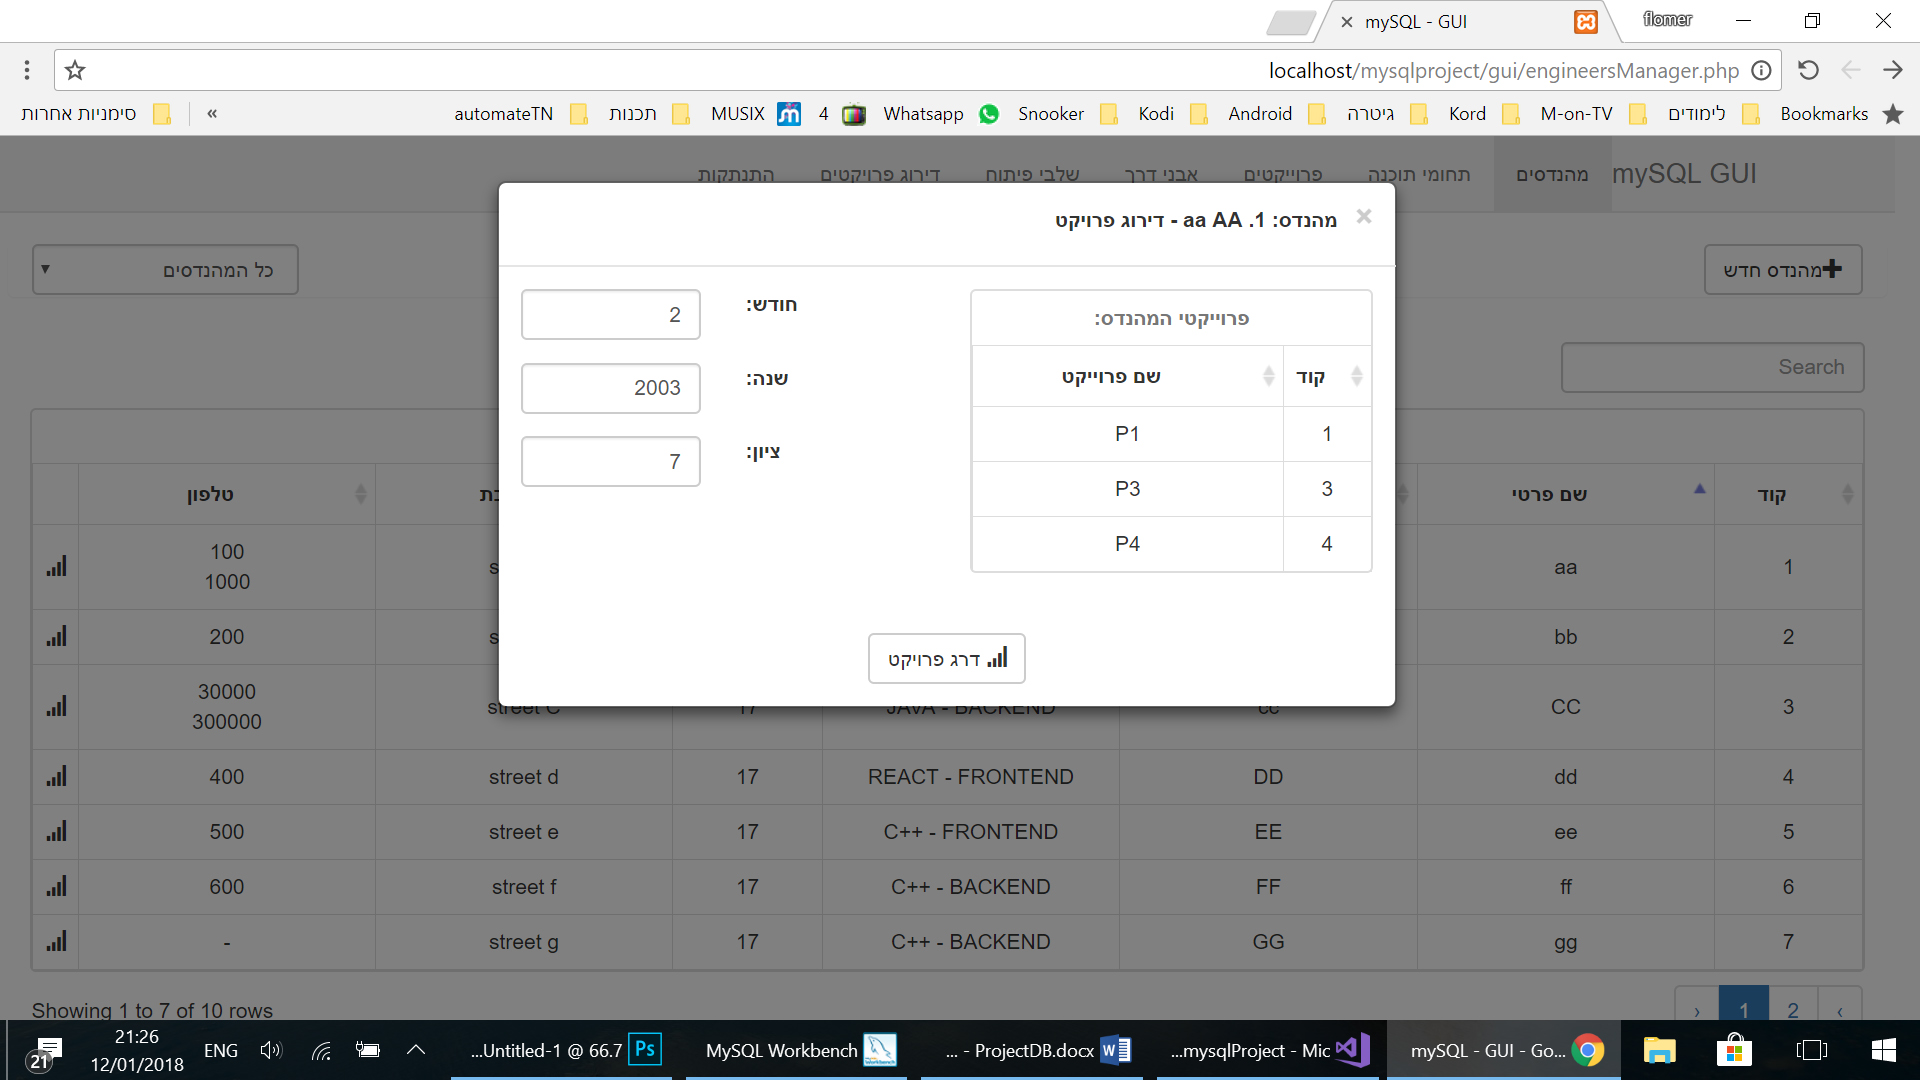 mySQL - GUI
flomer
localhost/mysqlproject/gui/engineersManager.php
Bookmarks
לימודים
M-on-TV
Kord
גיטרה
Android
Kodi
Snooker
Whatsapp
4
MUSIX
תכנות
automateTN
«
סימניות אחרות
mySQL GUI
מהנדסים
תחומי תוכנה
פרוייקטים
אבני דרך
שלבי פיתוח
דירוג פרויקטים
התנתקות
מהנדס: 1. aa AA - דירוג פרויקט
×
מהנדס חדש
כל המהנדסים
פרוייקטי המהנדס:
קוד שם פרוייקט
1 P1
3 P3
4 P4
חודש: 2
שנה: 2003
ציון: 7
דרג פרויקט
Search
קוד שם פרטי טלפון
1 aa 100
1000
2 bb 200
3 CC cc JAVA - BACKEND 17 street C 30000
300000
4 dd DD REACT - FRONTEND 17 street d 400
5 ee EE C++ - FRONTEND 17 street e 500
6 ff FF C++ - BACKEND 17 street f 600
7 gg GG C++ - BACKEND 17 street g -
Showing 1 to 7 of 10 rows
‹ 1 2 ›
21
21:26
12/01/2018
ENG
...Untitled-1 @ 66.7
Ps
MySQL Workbench
... - ProjectDB.docx
...mysqlProject - Mic
mySQL - GUI - Go...